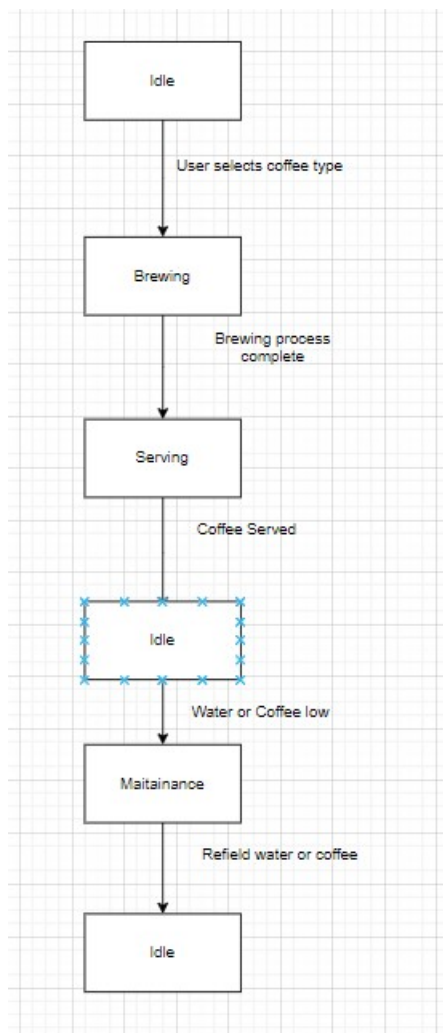 Idle
User selects coffee type
Brewing
Brewing process
complete
Serving
Coffee Served
Idle
Water or Coffee low
Maitainance
Refield water or coffee
Idle